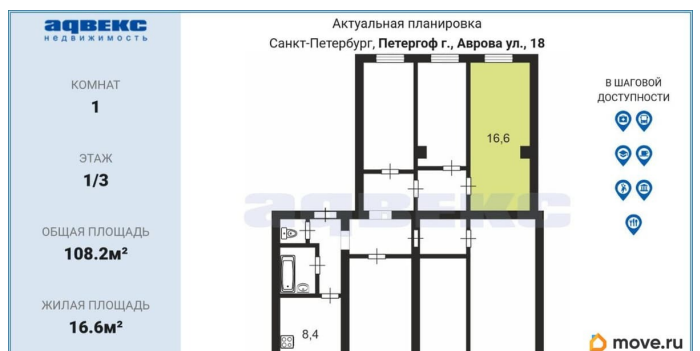 адвекс
недвижимость
КОМНАТ
1
ЭТАЖ
1/3
ОБЩАЯ ПЛОЩАДЬ
108.2м²
ЖИЛАЯ ПЛОЩАДЬ
16.6м²
Актуальная планировка
Санкт-Петербург, Петергоф г., Аврова ул., 18
16,6
адвекс
8,4
В ШАГОВОЙ
ДОСТУПНОСТИ
move.ru